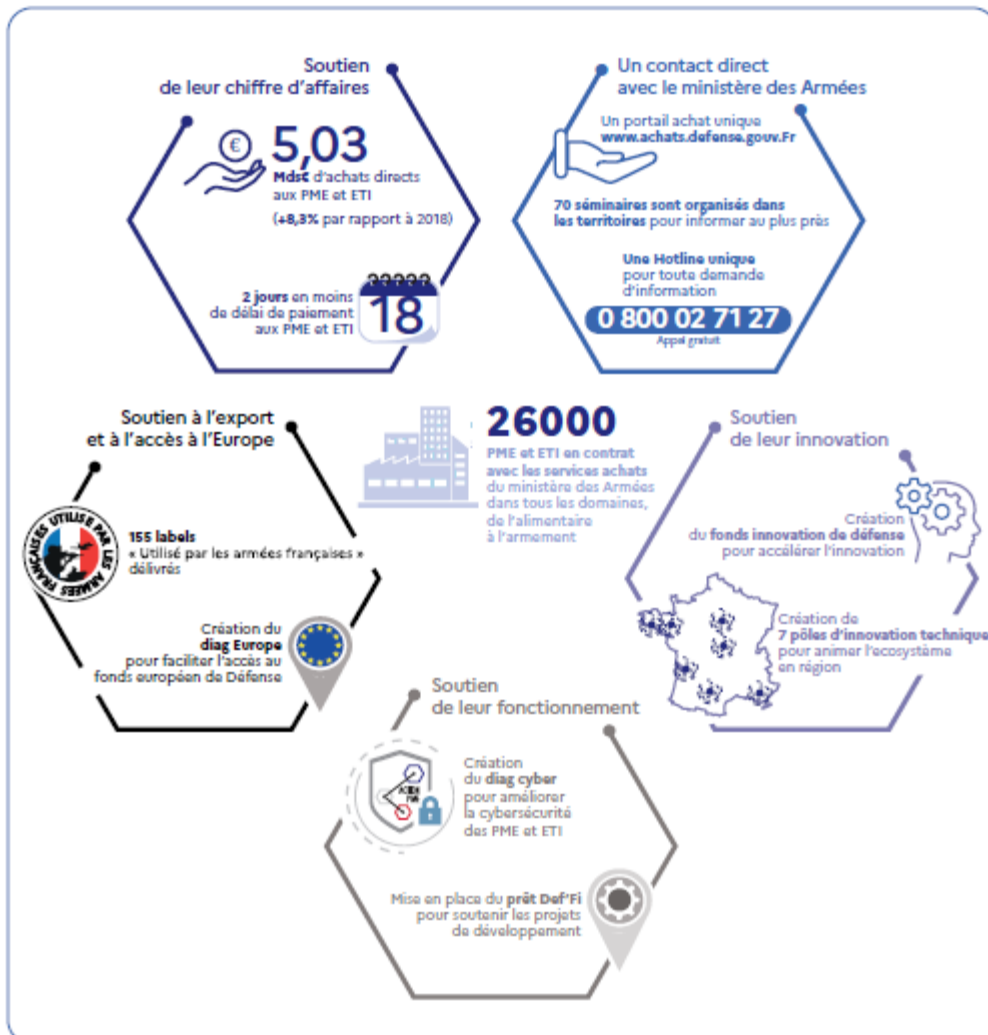 Soutien
de leur chiffre d'affaires
€
5,03
Mds€ d'achats directs
aux PME et ETI
(+8,3% par rapport à 2018)
2 jours en moins
de délai de paiement
aux PME et ETI
18
Un contact direct
avec le ministère des Armées
Un portail achat unique
www.achats.defense.gouv.Fr
70 séminaires sont organisés dans
les territoires pour informer au plus près
Une Hotline unique
pour toute demande
d'information
0 800 02 71 27
Appel gratuit
Soutien à l'export
et à l'accès à l'Europe
UTILISÉ PAR LES ARMÉES FRANÇAISES
155 labels
« Utilisé par les armées françaises »
délivrés
Création du
diag Europe
pour faciliter l'accès au
fonds européen de Défense
26000
PME et ETI en contrat
avec les services achats
du ministère des Armées
dans tous les domaines,
de l'alimentaire
à l'armement
Soutien
de leur innovation
Création
du fonds innovation de défense
pour accélérer l'innovation
Création de
7 pôles d'innovation technique
pour animer l'ecosystème
en région
Soutien
de leur fonctionnement
ACTION
PME
Création
du diag cyber
pour améliorer
la cybersécurité
des PME et ETI
Mise en place du prêt Def'Fi
pour soutenir les projets
de développement